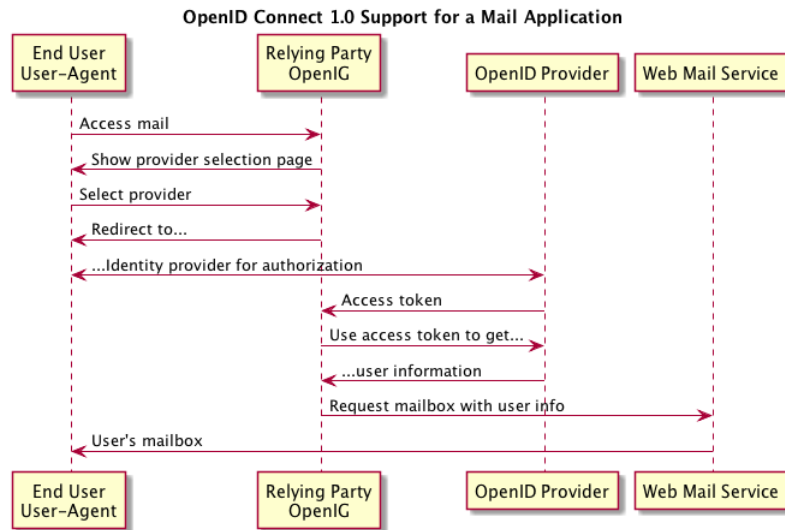 OpenID Connect 1.0 Support for a Mail Application
End User
User-Agent
Relying Party
OpenIG
OpenID Provider
Web Mail Service
Access mail
Show provider selection page
Select provider
Redirect to...
...Identity provider for authorization
Access token
Use access token to get...
...user information
Request mailbox with user info
User's mailbox
End User
User-Agent
Relying Party
OpenIG
OpenID Provider
Web Mail Service